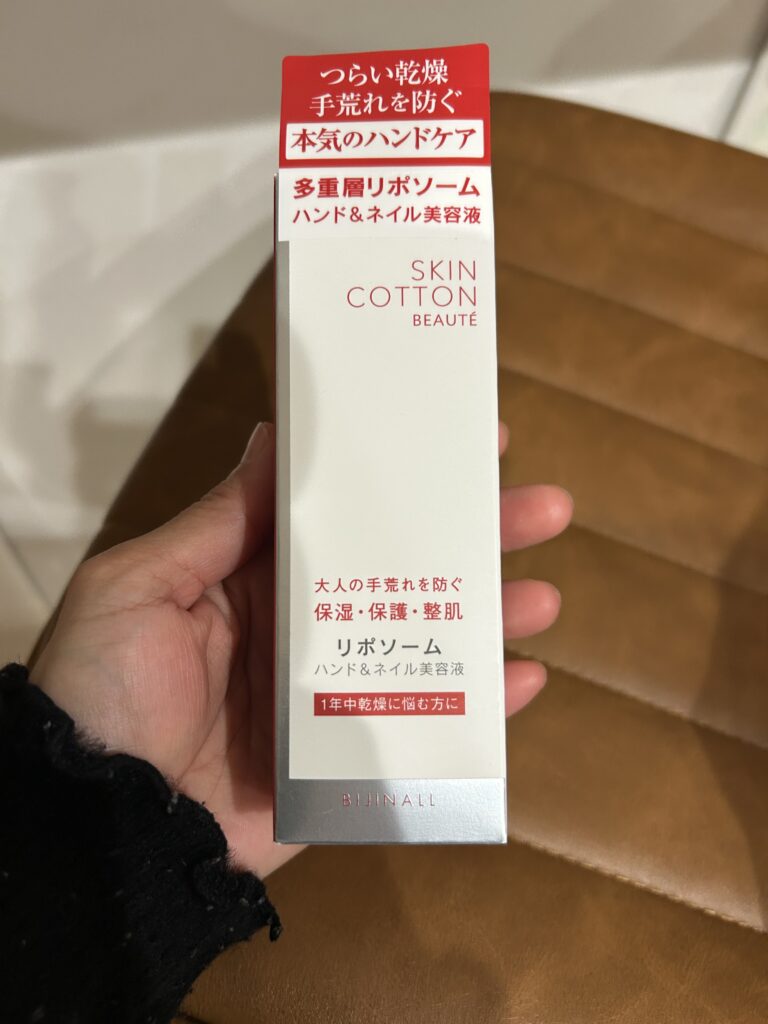 つらい乾燥
手荒れを防ぐ
本気のハンドケア
多重層リポソーム
ハンド&ネイル美容液
SKIN
COTTON
BEAUTÉ
大人の手荒れを防ぐ
保湿・保護・整肌
リポソーム
ハンド&ネイル美容液
1年中乾燥に悩む方に
BIJINALL